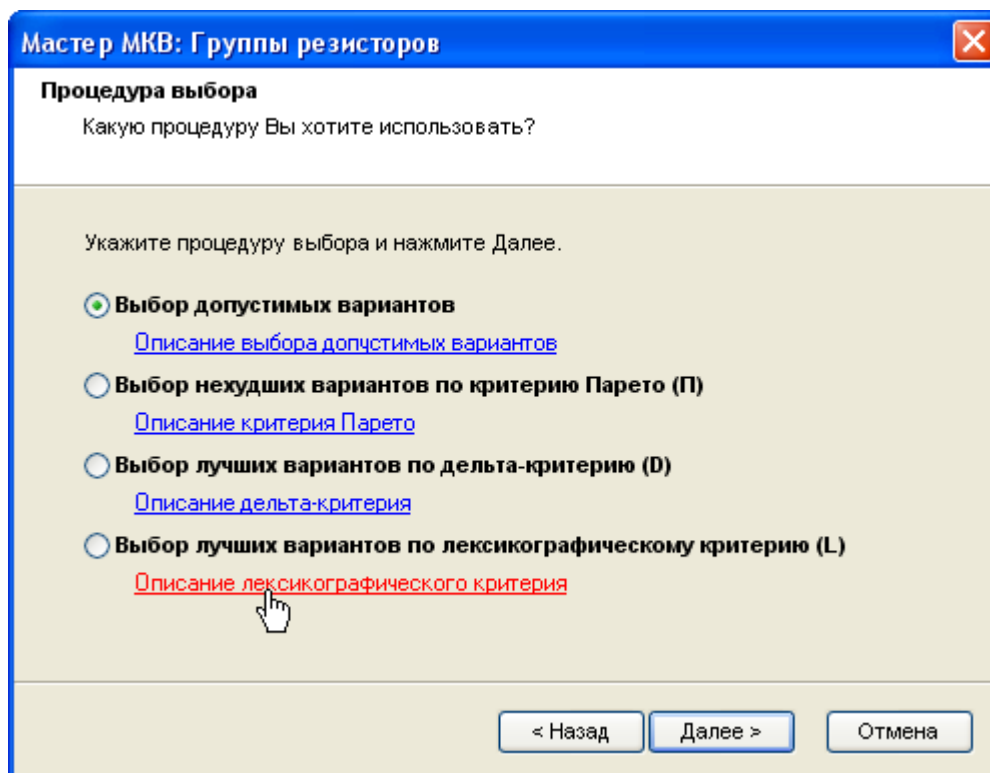 Мастер МКВ: Группы резисторов
Процедура выбора
Какую процедуру Вы хотите использовать?
Укажите процедуру выбора и нажмите Далее.
Выбор допустимых вариантов
Описание выбора допустимых вариантов
Выбор нехудших вариантов по критерию Парето (П)
Описание критерия Парето
Выбор лучших вариантов по дельта-критерию (D)
Описание дельта-критерия
Выбор лучших вариантов по лексикографическому критерию (L)
Описание лексикографического критерия
< Назад Далее > Отмена